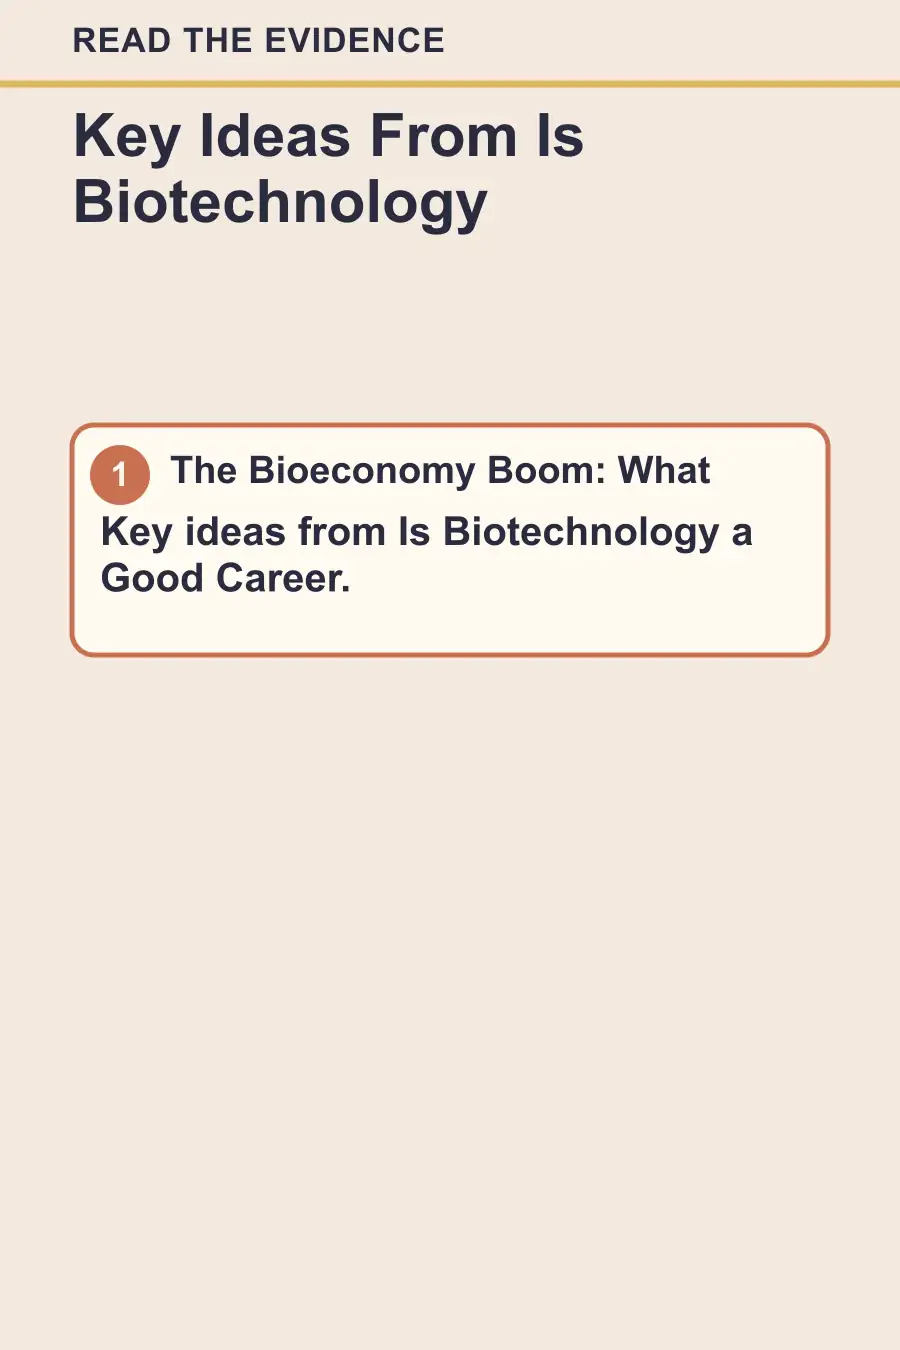 READ THE EVIDENCE
Key Ideas From Is
Biotechnology
1 The Bioeconomy Boom: What
Key ideas from Is Biotechnology a
Good Career.